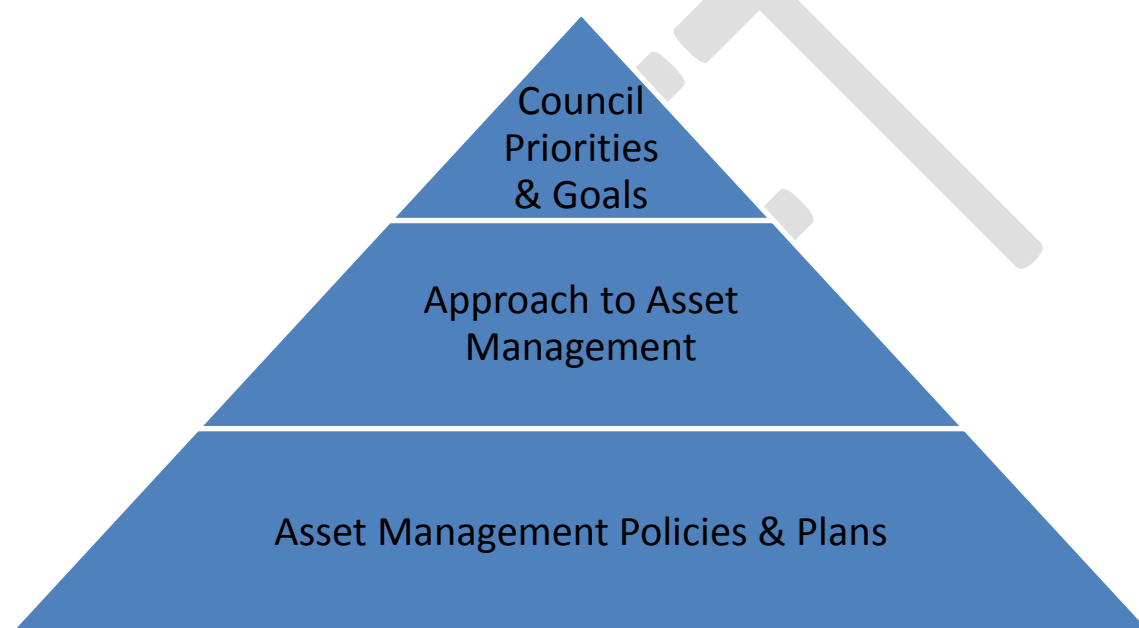 Council
Priorities
& Goals
Approach to Asset
Management
Asset Management Policies & Plans